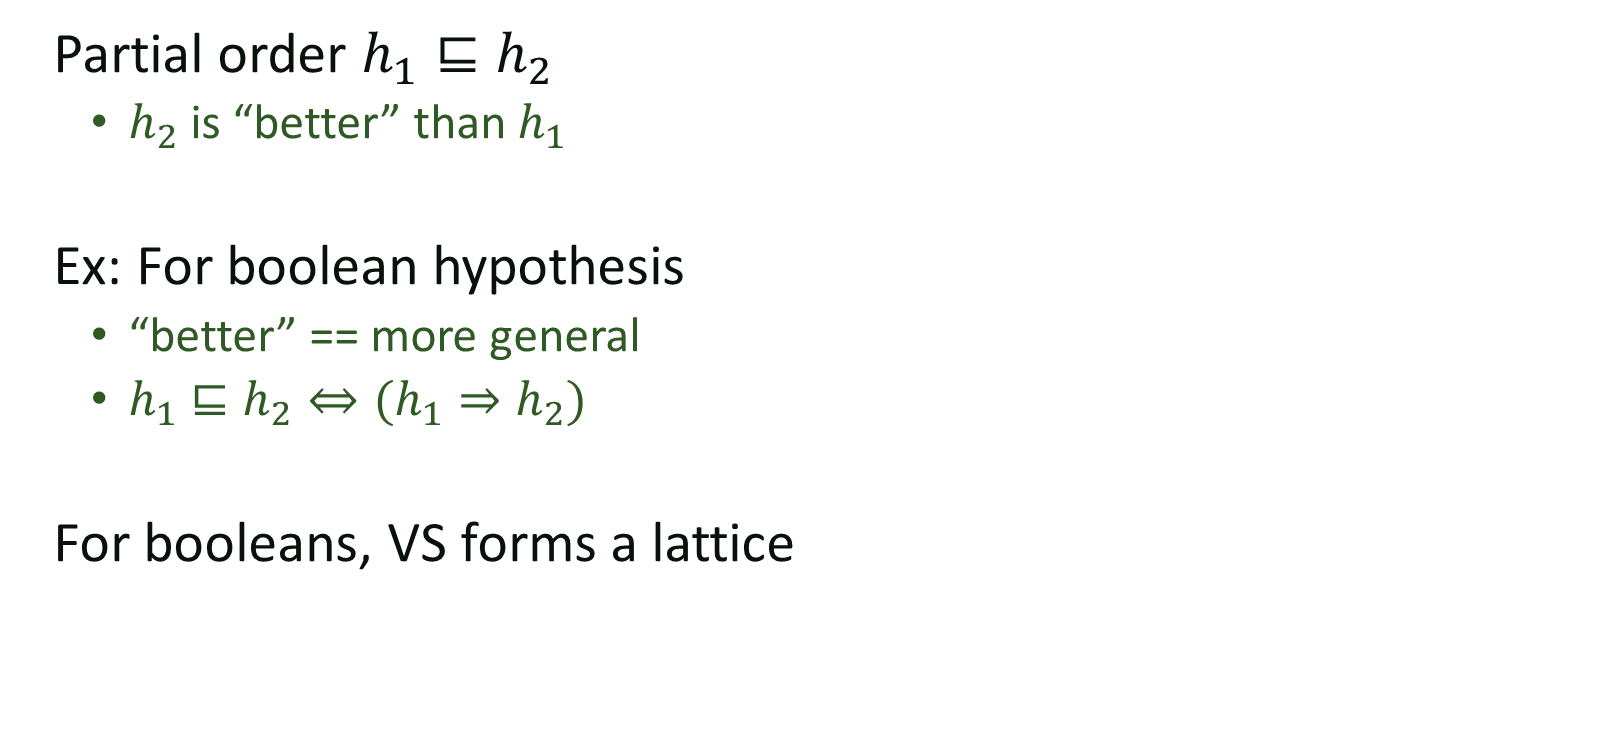 Partial order ℎ₁ ⊑ ℎ₂
• ℎ₂ is “better” than ℎ₁
Ex: For boolean hypothesis
• “better” == more general
• ℎ₁ ⊑ ℎ₂ ⇔ (ℎ₁ ⇒ ℎ₂)
For booleans, VS forms a lattice